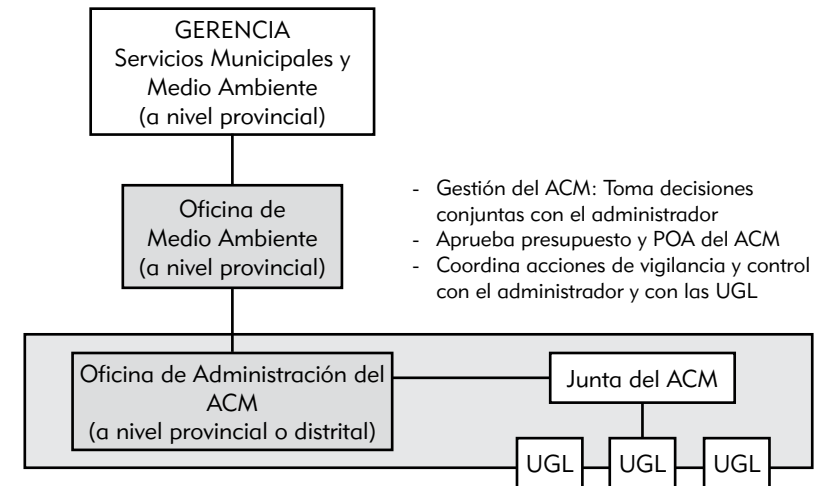 GERENCIA
Servicios Municipales y
Medio Ambiente
(a nivel provincial)
Oficina de
Medio Ambiente
(a nivel provincial)
- Gestión del ACM: Toma decisiones
conjuntas con el administrador
- Aprueba presupuesto y POA del ACM
- Coordina acciones de vigilancia y control
con el administrador y con las UGL
Oficina de Administración del
ACM
(a nivel provincial o distrital)
Junta del ACM
UGL UGL UGL